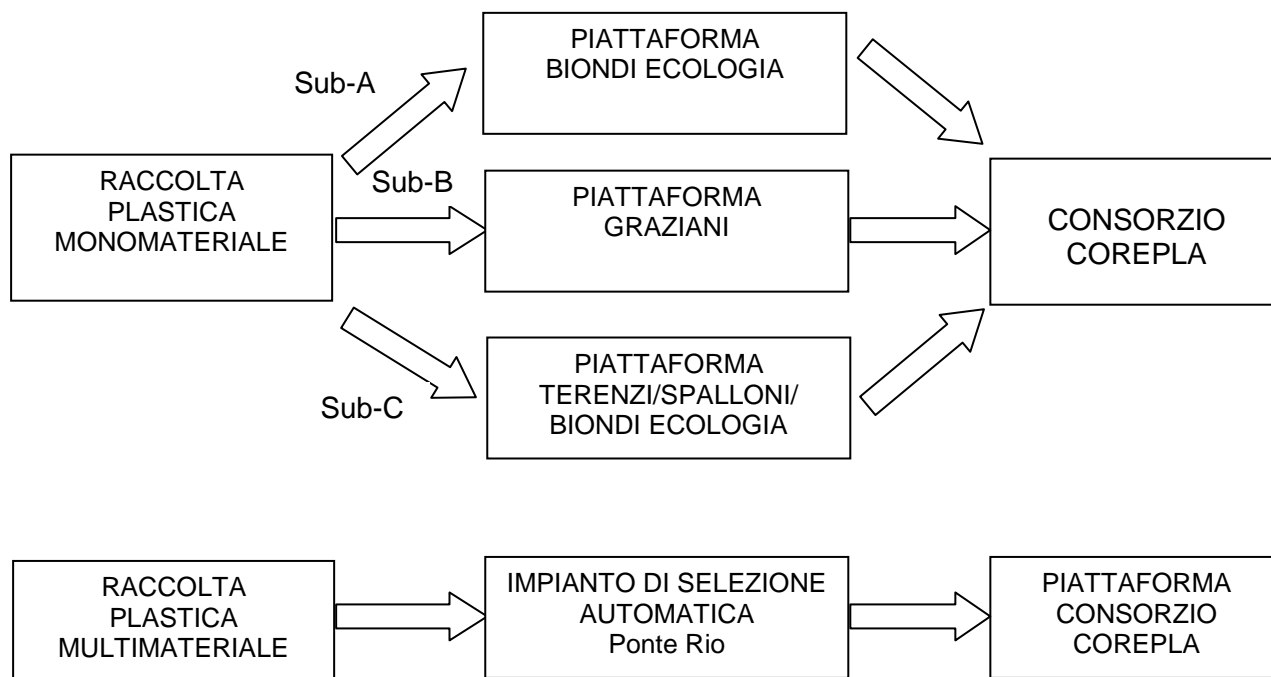 PIATTAFORMA
BIONDI ECOLOGIA
Sub-A
RACCOLTA
PLASTICA
MONOMATERIALE
Sub-B
PIATTAFORMA
GRAZIANI
CONSORZIO
COREPLA
Sub-C
PIATTAFORMA
TERENZI/SPALLONI/
BIONDI ECOLOGIA
RACCOLTA
PLASTICA
MULTIMATERIALE
IMPIANTO DI SELEZIONE
AUTOMATICA
Ponte Rio
PIATTAFORMA
CONSORZIO
COREPLA